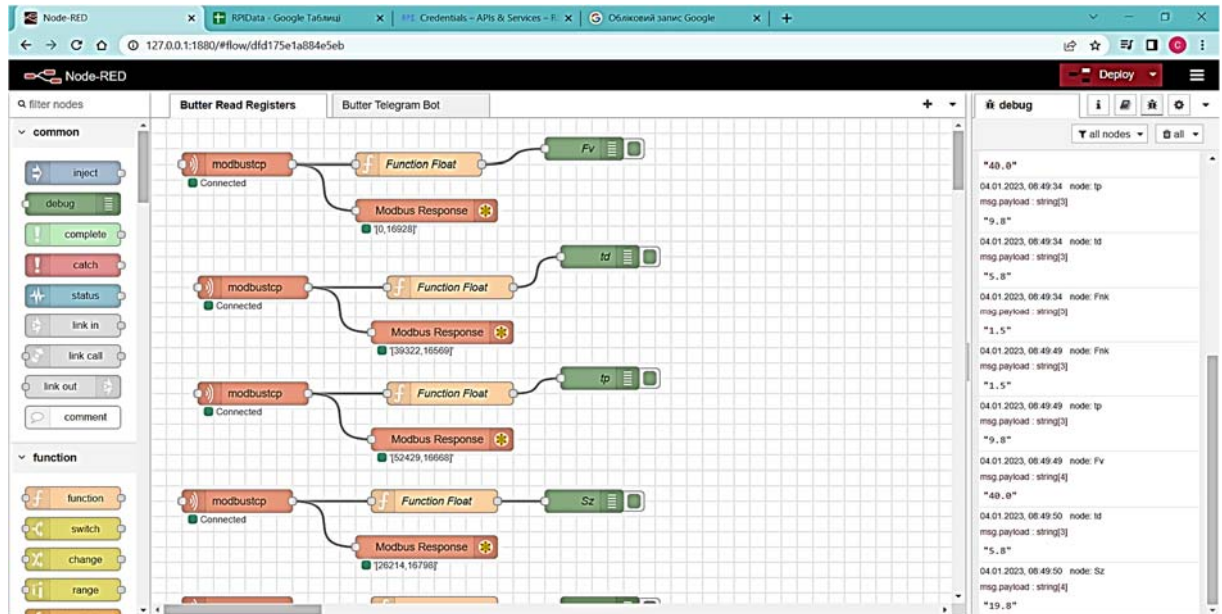 Node-RED
RPIData - Google Таблиці
Credentials – APIs & Services –
Обліковий запис Google
127.0.0.1:1880/#flow/dfd175e1a884e5eb
Node-RED
Deploy
filter nodes
common
inject
debug
complete
catch
status
link in
link call
link out
comment
function
function
switch
change
range
Butter Read Registers
Butter Telegram Bot
modbustcp
Connected
Function Float
Fv
Modbus Response
'[0,16928]'
modbustcp
Connected
Function Float
td
Modbus Response
'[39322,16569]'
modbustcp
Connected
Function Float
tp
Modbus Response
'[52429,16668]'
modbustcp
Connected
Function Float
Sz
Modbus Response
'[26214,16798]'
debug
all nodes
all
"40.0"
04.01.2023, 08:49:34 node: tp
msg.payload : string[3]
"9.8"
04.01.2023, 08:49:34 node: td
msg.payload : string[3]
"5.8"
04.01.2023, 08:49:34 node: Fnk
msg.payload : string[3]
"1.5"
04.01.2023, 08:49:49 node: Fnk
msg.payload : string[3]
"1.5"
04.01.2023, 08:49:49 node: tp
msg.payload : string[3]
"9.8"
04.01.2023, 08:49:49 node: Fv
msg.payload : string[4]
"40.0"
04.01.2023, 08:49:50 node: td
msg.payload : string[3]
"5.8"
04.01.2023, 08:49:50 node: Sz
msg.payload : string[4]
"19.8"